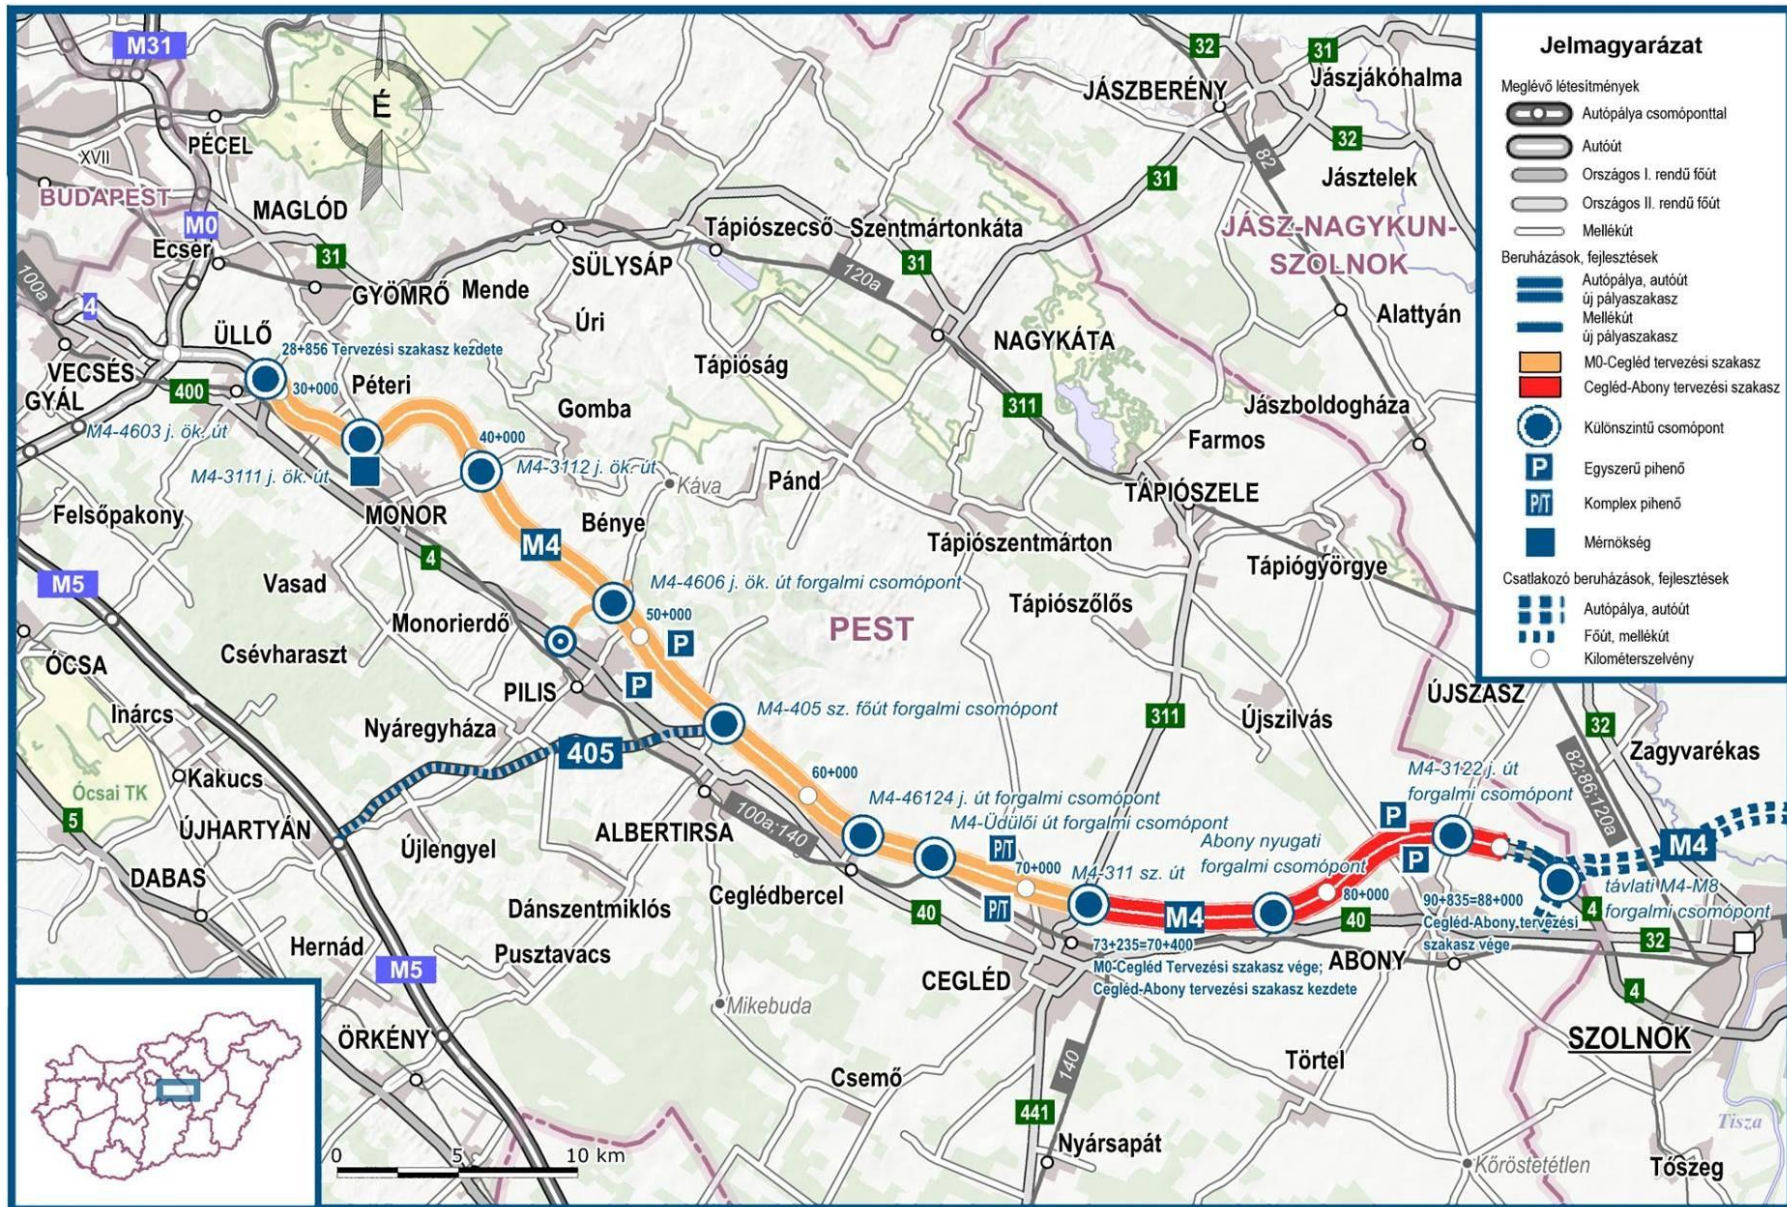 M31
PÉCEL
XVII
BUDAPEST
MAGLÓD
M0
Ecser
31
100a
4
ÜLLŐ
GYÖMRŐ
Mende
SÜLYSÁP
Úri
É
Tápiószecső
Szentmártonkáta
120a
31
31
JÁSZBERÉNY
32
31
Jászjákóhalma
82
32
Jásztelek
JÁSZ-NAGYKUN-
SZOLNOK
Alattyán
NAGYKÁTA
Tápióság
311
Jászboldogháza
Farmos
VECSÉS
GYÁL
400
28+856 Tervezési szakasz kezdete
30+000
Péteri
M4-4603 j. ök. út
M4-3111 j. ök. út
40+000
M4-3112 j. ök. út
Gomba
Káva
Pánd
TÁPIÓSZELE
Felsőpakony
MONOR
Bénye
M4
4
Tápiószentmárton
Tápiógyörgye
M5
Vasad
Monorierdő
M4-4606 j. ök. út forgalmi csomópont
50+000
P
P
PEST
Tápiószőlős
ÓCSA
Csévharaszt
PILIS
Inárcs
Nyáregyháza
M4-405 sz. főút forgalmi csomópont
405
311
Újszilvás
ÚJSZÁSZ
32
Zagyvarékas
82;86;120a
Kakucs
Ócsai TK
5
ÚJHARTYÁN
Újlengyel
ALBERTIRSA
100a;140
60+000
M4-46124 j. út forgalmi csomópont
M4-Üdülői út forgalmi csomópont
P/T
70+000
P/T
M4-311 sz. út
Abony nyugati
forgalmi csomópont
P
P
M4-3122 j. út
forgalmi csomópont
M4
távlati M4-M8
forgalmi csomópont
DABAS
Dánszentmiklós
Ceglédbercel
40
M4
80+000
40
90+835=88+000
Cegléd-Abony tervezési
szakasz vége
4
32
Hernád
M5
Pusztavacs
CEGLÉD
73+235=70+400
M0-Cegléd Tervezési szakasz vége;
Cegléd-Abony tervezési szakasz kezdete
ABONY
4
SZOLNOK
Mikebuda
ÖRKÉNY
Csemő
140
441
Törtel
Nyársapát
Kőröstetétlen
Tószeg
Tisza
0
5
10 km
Jelmagyarázat
Meglévő létesítmények
Autópálya csomóponttal
Autóút
Országos I. rendű főút
Országos II. rendű főút
Mellékút
Beruházások, fejlesztések
Autópálya, autóút
új pályaszakasz
Mellékút
új pályaszakasz
M0-Cegléd tervezési szakasz
Cegléd-Abony tervezési szakasz
Különszintű csomópont
P
Egyszerű pihenő
P/T
Komplex pihenő
Mérnökség
Csatlakozó beruházások, fejlesztések
Autópálya, autóút
Főút, mellékút
Kilométerszelvény